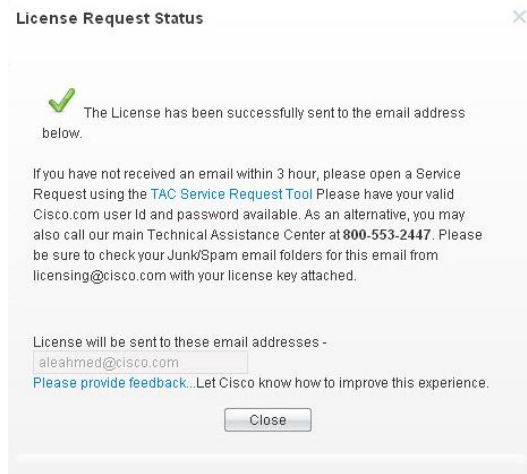 License Request Status
The License has been successfully sent to the email address
below.
If you have not received an email within 3 hour, please open a Service
Request using the TAC Service Request Tool Please have your valid
Cisco.com user Id and password available. As an alternative, you may
also call our main Technical Assistance Center at 800-553-2447. Please
be sure to check your Junk/Spam email folders for this email from
licensing@cisco.com with your license key attached.
License will be sent to these email addresses -
aleahmed@cisco.com
Please provide feedback...Let Cisco know how to improve this experience.
Close